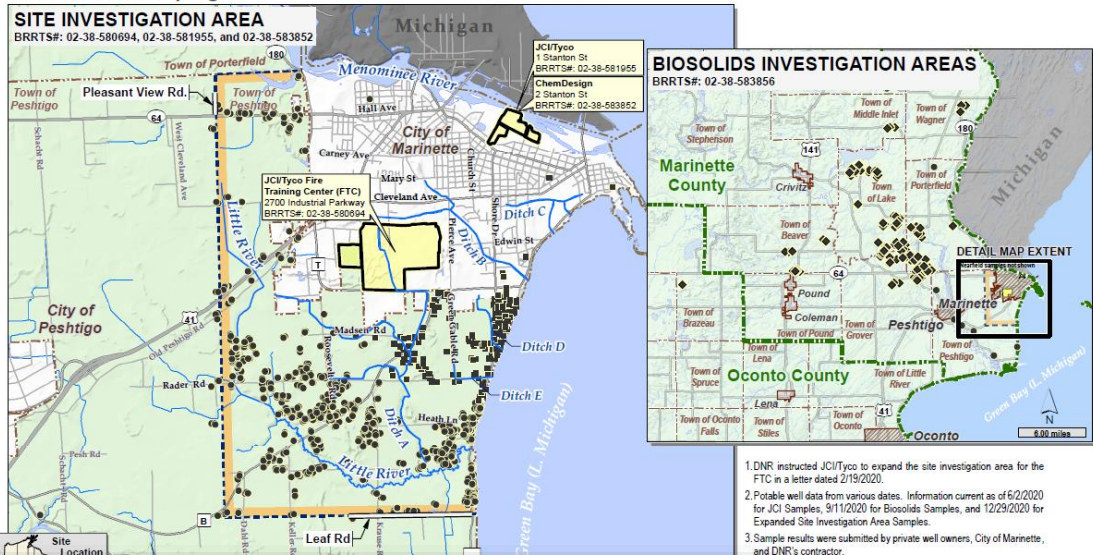 SITE INVESTIGATION AREA
BRRTS#: 02-38-580694, 02-38-581955, and 02-38-583852
180
Michigan
Town of Porterfield
Menominee River
JCI/Tyco
1 Stanton St
BRRTS#: 02-38-581955
ChemDesign
2 Stanton St
BRRTS#: 02-38-583852
Town of
Peshtigo
Pleasant View Rd.
Town of
Peshtigo
64
Hall Ave
City of
Marinette
Schacht Rd
West Cleveland Ave
Carney Ave
Church St
Mary St
Cleveland Ave
Shore Dr
JCI/Tyco Fire
Training Center (FTC)
2700 Industrial Parkway
BRRTS#: 02-38-580694
Little River
Ditch C
Ditch B
Pierce Ave
Edwin St
T
City of
Peshtigo
41
Old Peshtigo Rd
Madsen Rd
Green Gable Rd
Roosevelt Rd
Ditch D
Rader Rd
Ditch E
Ditch A
Heath Ln
Pesh Rd
Little River
Schacht Rd
Green Bay (L. Michigan)
B
Dahl Rd
Keller Rd
Krause R
Leaf Rd
Site
Location
BIOSOLIDS INVESTIGATION AREAS
BRRTS#: 02-38-583856
Town of
Middle Inlet
Town of
Wagner
180
Town of
Stephenson
141
Michigan
Marinette
County
Crivitz
Town of
Porterfield
Town
of Lake
Town of
Beaver
DETAIL MAP EXTENT
64
Pound
Marinette
Coleman
Peshtigo
Town of
Brazeau
Town of Pound
Town of
Grover
Town of
Lena
Town of
Peshtigo
Town of
Spruce
Oconto County
Town of Little
River
Lena
Green Bay (L. Michigan)
41
Town of Oconto
Falls
Town of
Stiles
Town of
Oconto
Oconto
N
6.00 miles
1. DNR instructed JCI/Tyco to expand the site investigation area for the
FTC in a letter dated 2/19/2020.
2. Potable well data from various dates. Information current as of 6/2/2020
for JCI Samples, 9/11/2020 for Biosolids Samples, and 12/29/2020 for
Expanded Site Investigation Area Samples.
3. Sample results were submitted by private well owners, City of Marinette,
and DNR's contractor.